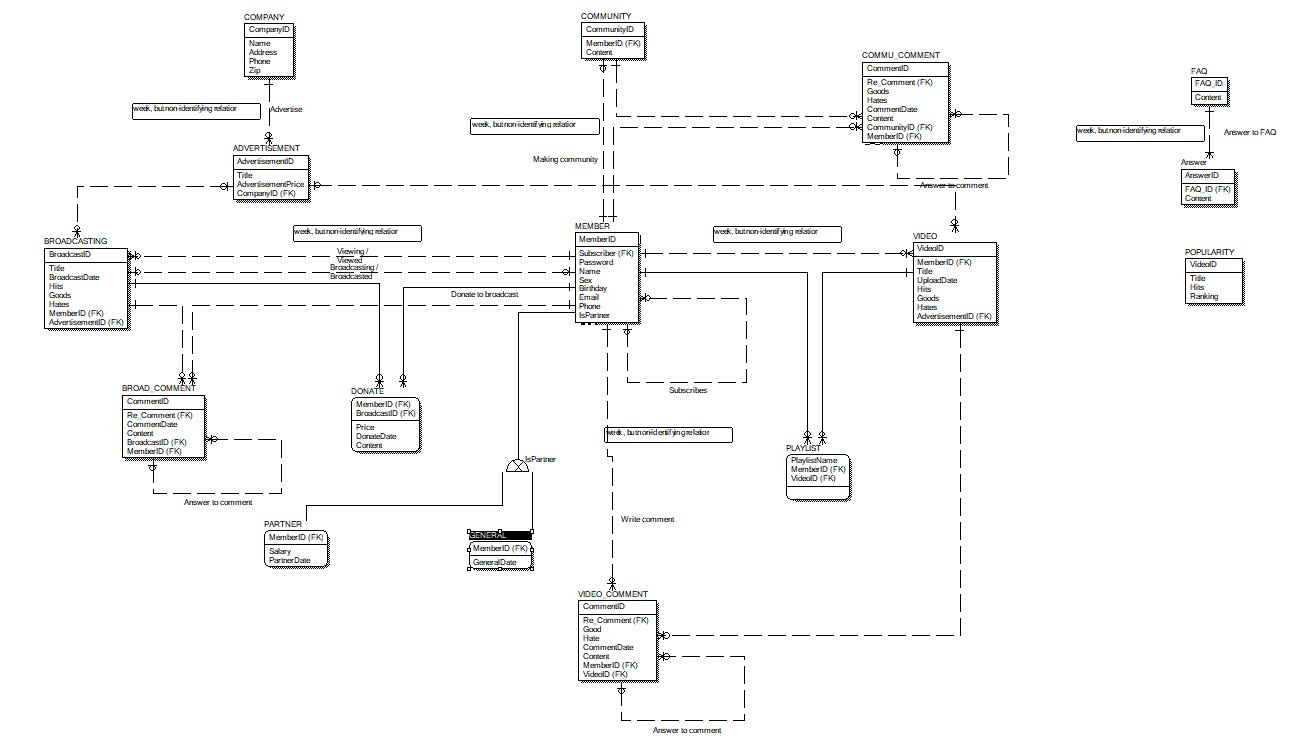 COMPANY
CompanyID
Name
Address
Phone
Zip
week, but non-identifying relatior
Advertise
ADVERTISEMENT
AdvertisementID
Title
AdvertisementPrice
CompanyID (FK)
COMMUNITY
CommunityID
MemberID (FK)
Content
week, but non-identifying relatior
Making community
COMMU_COMMENT
CommentID
Re_Comment (FK)
Goods
Hates
CommentDate
Content
CommunityID (FK)
MemberID (FK)
Answer to comment
FAQ
FAQ_ID
Content
week, but non-identifying relatior
Answer to FAQ
Answer
AnswerID
FAQ_ID (FK)
Content
BROADCASTING
BroadcastID
Title
BroadcastDate
Hits
Goods
Hates
MemberID (FK)
AdvertisementID (FK)
week, but non-identifying relatior
Viewing /
Viewed
Broadcasting /
Broadcasted
Donate to broadcast
MEMBER
MemberID
Subscriber (FK)
Password
Name
Sex
Birthday
Email
Phone
IsPartner
week, but non-identifying relatior
VIDEO
VideoID
MemberID (FK)
Title
UploadDate
Hits
Goods
Hates
AdvertisementID (FK)
POPULARITY
VideoID
Title
Hits
Ranking
BROAD_COMMENT
CommentID
Re_Comment (FK)
CommentDate
Content
BroadcastID (FK)
MemberID (FK)
Answer to comment
DONATE
MemberID (FK)
BroadcastID (FK)
Price
DonateDate
Content
Subscribes
week, but non-identifying relatior
IsPartner
PLAYLIST
PlaylistName
MemberID (FK)
VideoID (FK)
PARTNER
MemberID (FK)
Salary
PartnerDate
GENERAL
MemberID (FK)
GeneralDate
Write comment
VIDEO_COMMENT
CommentID
Re_Comment (FK)
Good
Hate
CommentDate
Content
MemberID (FK)
VideoID (FK)
Answer to comment